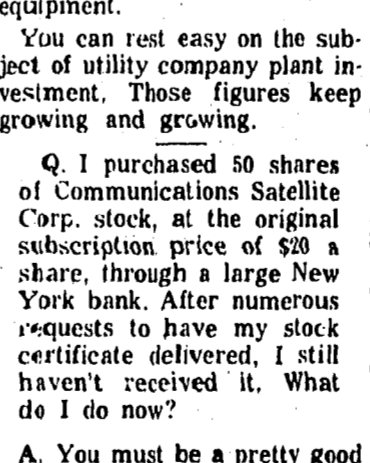 equipment.
You can rest easy on the sub-
ject of utility company plant in-
vestment. Those figures keep
growing and growing.
Q. I purchased 50 shares
of Communications Satellite
Corp. stock, at the original
subscription price of $20 a
share, through a large New
York bank. After numerous
requests to have my stock
certificate delivered, I still
haven't received it. What
do I do now?
A. You must be a pretty good